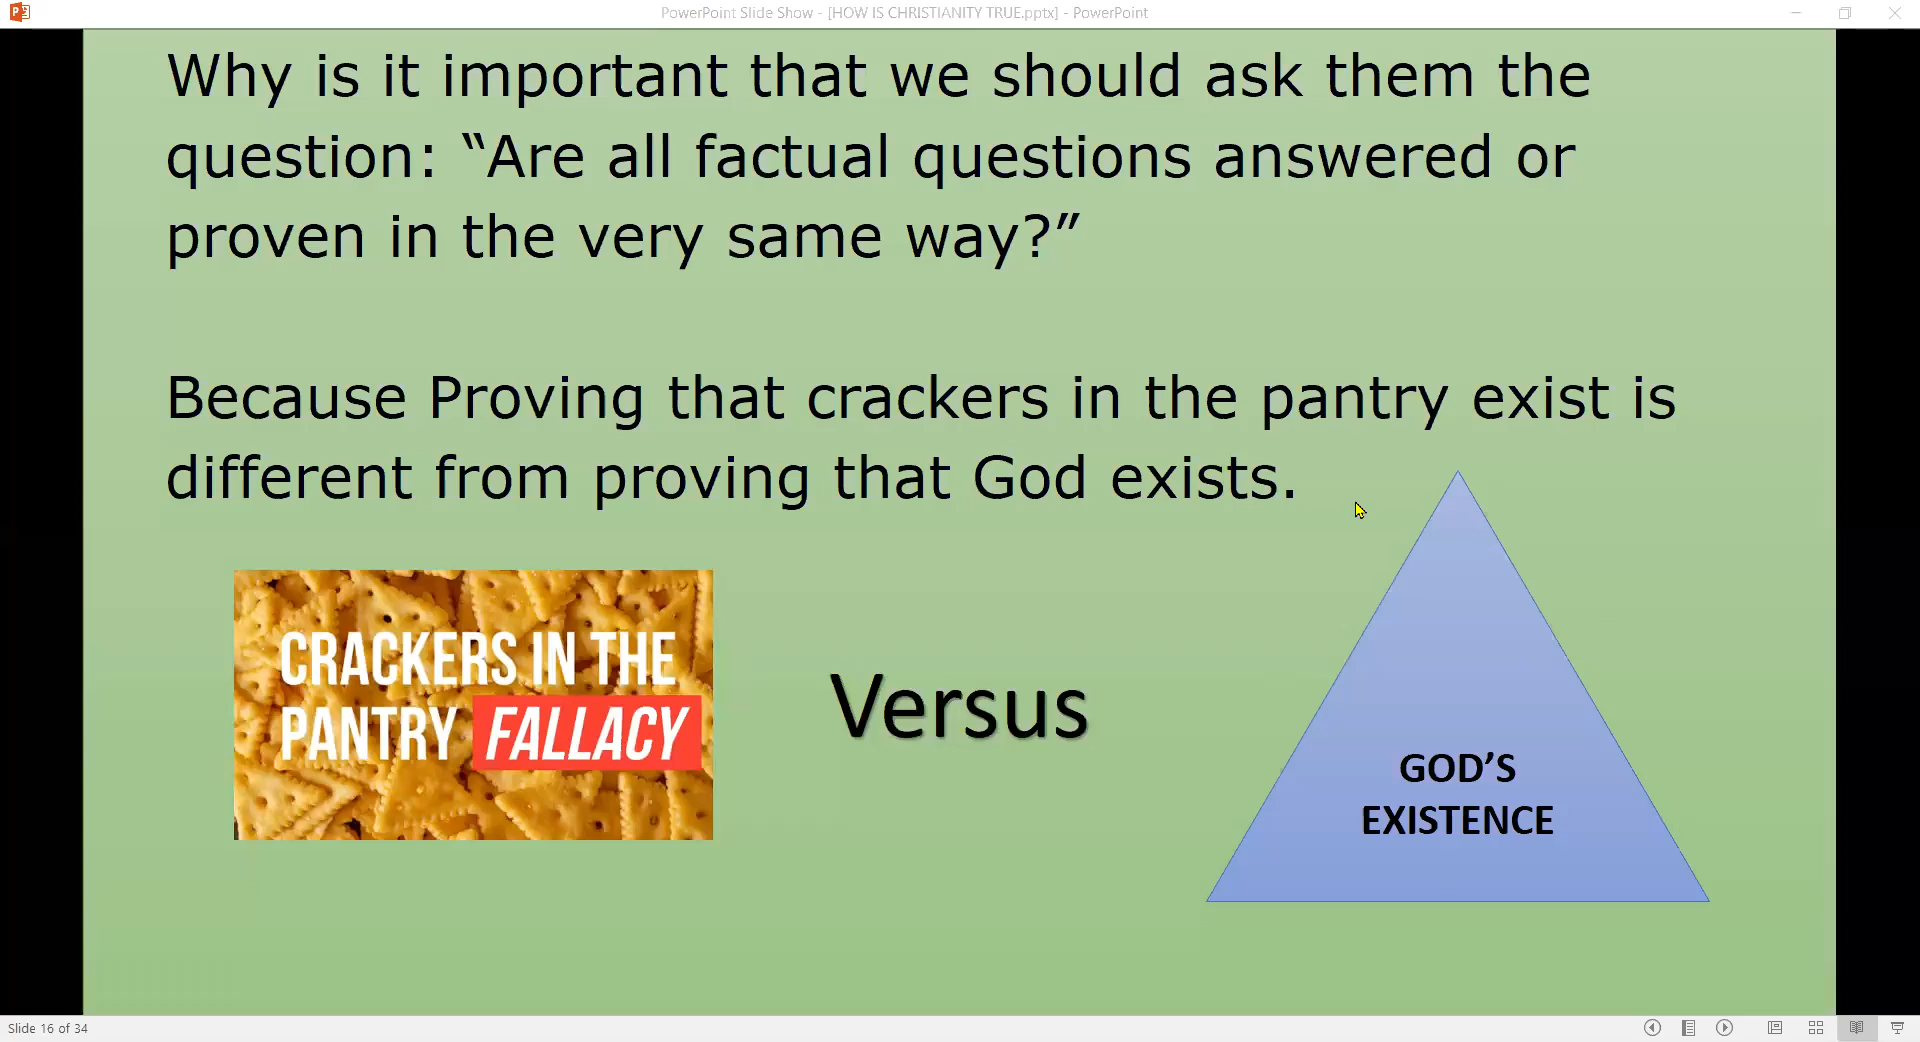 PowerPoint Slide Show - [HOW IS CHRISTIANITY TRUE.pptx] - PowerPoint
Why is it important that we should ask them the
question: “Are all factual questions answered or
proven in the very same way?”
Because Proving that crackers in the pantry exist is
different from proving that God exists.
CRACKERS IN THE
PANTRY FALLACY
Versus
GOD’S
EXISTENCE
Slide 16 of 34